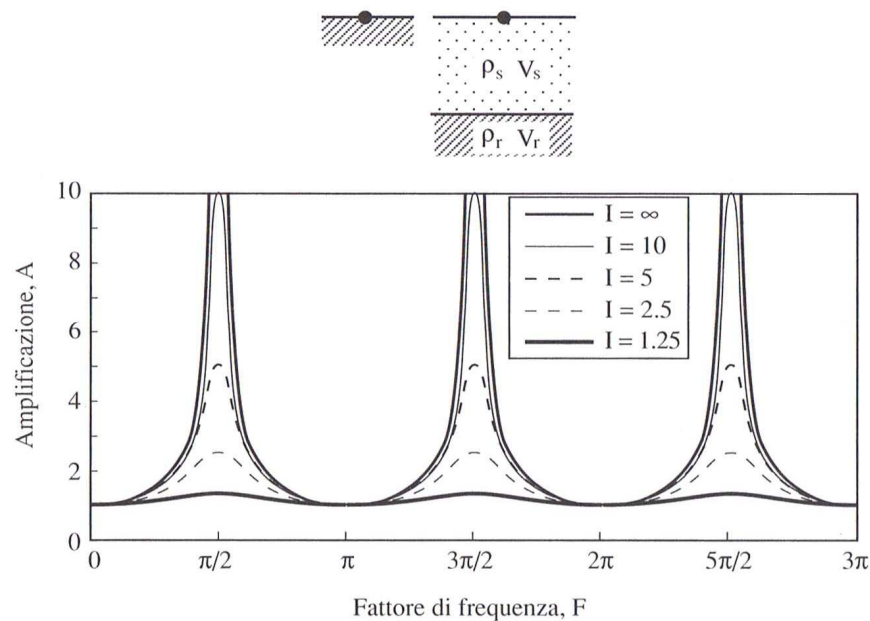 ρs Vs
ρr Vr
10
8
6
4
2
0
Amplificazione, A
I = ∞
I = 10
I = 5
I = 2.5
I = 1.25
0 π/2 π 3π/2 2π 5π/2 3π
Fattore di frequenza, F